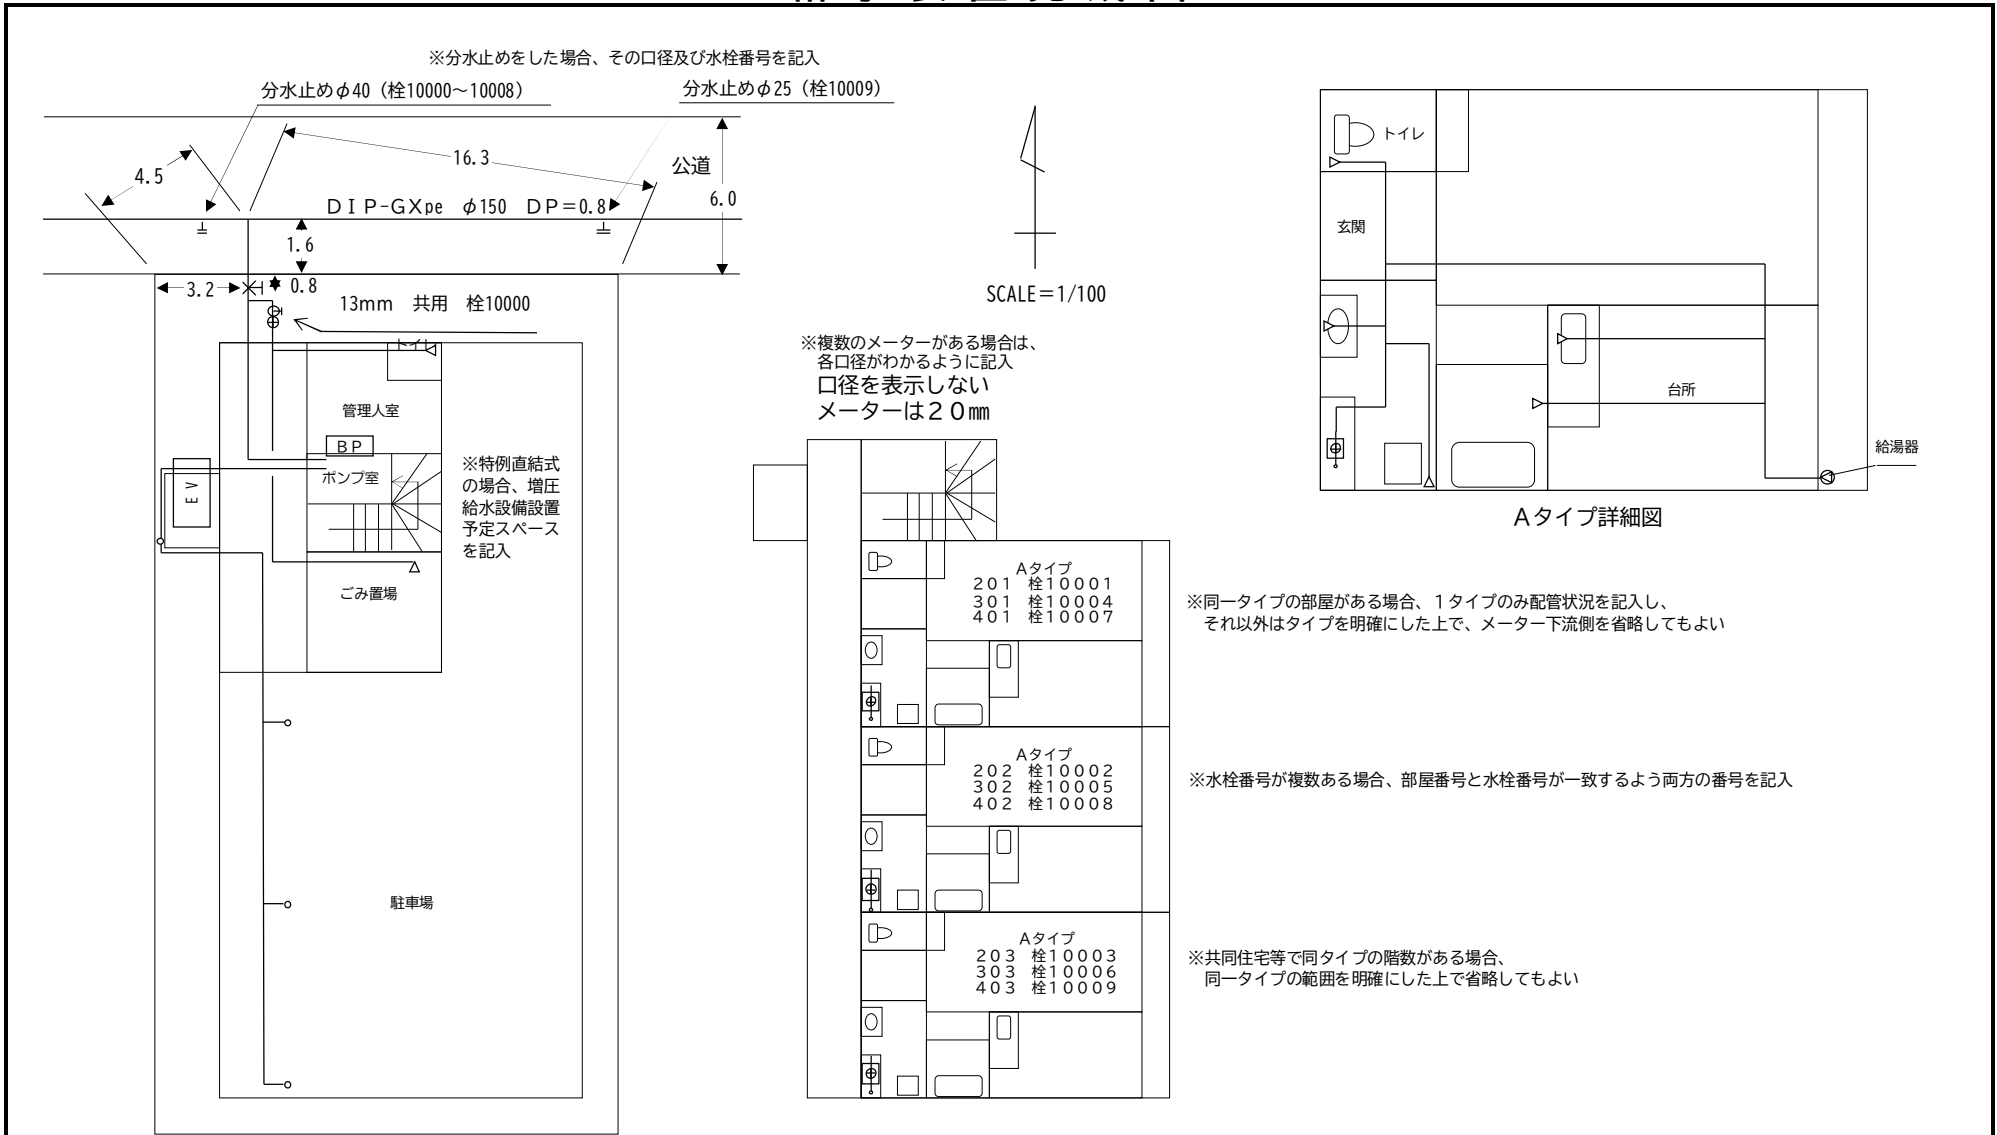 ※分水止めをした場合、その口径及び水栓番号を記入
分水止めφ40（栓10000～10008）
分水止めφ25（栓10009）
4.5
16.3
公道
6.0
ＤＩＰ-ＧＸpe　φ150　ＤＰ＝0.8
1.6
3.2
0.8
13mm　共用　栓10000
管理人室
ＢＰ
ポンプ室
ＥＶ
※特例直結式
の場合、増圧
給水設備設置
予定スペース
を記入
ごみ置場
駐車場
SCALE＝1/100
※複数のメーターがある場合は、
各口径がわかるように記入
口径を表示しない
メーターは２０㎜
Ａタイプ
２０１　栓１０００１
３０１　栓１０００４
４０１　栓１０００７
Ａタイプ
２０２　栓１０００２
３０２　栓１０００５
４０２　栓１０００８
Ａタイプ
２０３　栓１０００３
３０３　栓１０００６
４０３　栓１０００９
トイレ
玄関
台所
給湯器
Ａタイプ詳細図
※同一タイプの部屋がある場合、１タイプのみ配管状況を記入し、
それ以外はタイプを明確にした上で、メーター下流側を省略してもよい
※水栓番号が複数ある場合、部屋番号と水栓番号が一致するよう両方の番号を記入
※共同住宅等で同タイプの階数がある場合、
同一タイプの範囲を明確にした上で省略してもよい